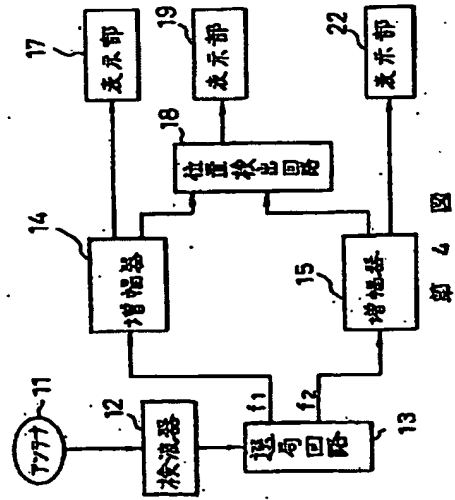 アンテナ
11
検波器
12
選局回路
13
f₁
f₂
増幅器
14
増幅器
15
表示部
17
位置検出回路
18
表示部
19
表示部
22
第 4 図